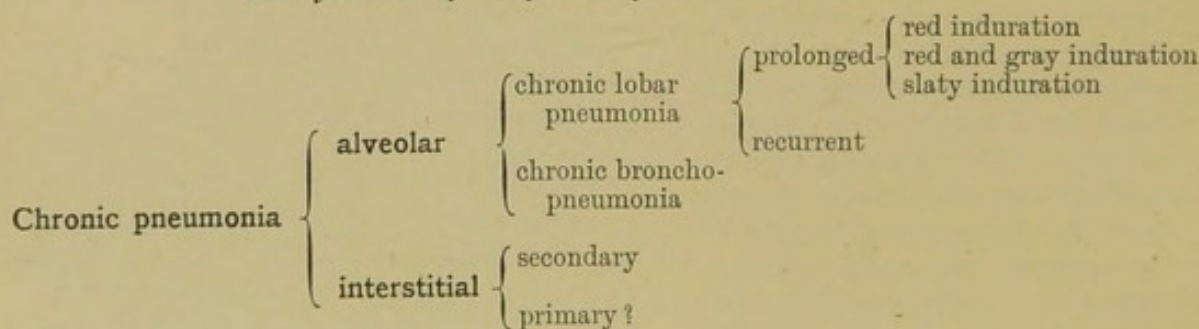 red induration
prolonged
red and gray induration
chronic lobar
slaty induration
pneumonia
alveolar
recurrent
chronic broncho-
pneumonia
Chronic pneumonia
secondary
interstitial
primary ?